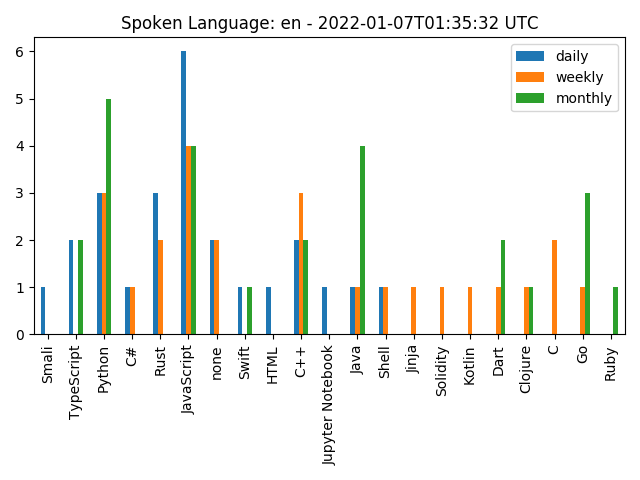 Spoken Language: en - 2022-01-07T01:35:32 UTC
daily
weekly
monthly
6
5
4
3
2
1
0
Smali
TypeScript
Python
C#
Rust
JavaScript
none
Swift
HTML
C++
Jupyter Notebook
Java
Shell
Jinja
Solidity
Kotlin
Dart
Clojure
C
Go
Ruby